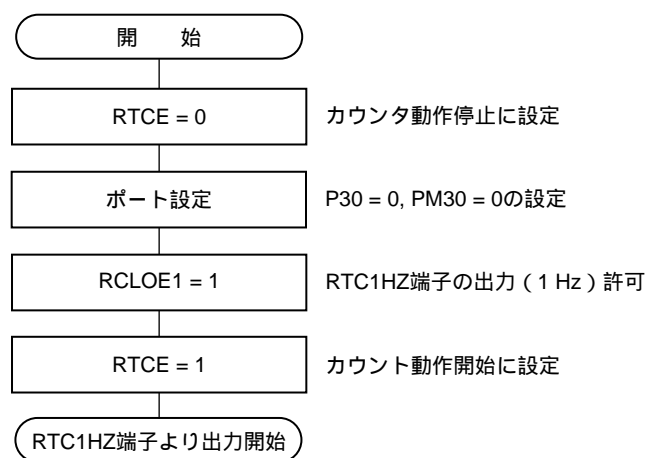 開　始
RTCE = 0　カウンタ動作停止に設定
ポート設定　P30 = 0, PM30 = 0の設定
RCLOE1 = 1　RTC1HZ端子の出力（1 Hz）許可
RTCE = 1　カウント動作開始に設定
RTC1HZ端子より出力開始